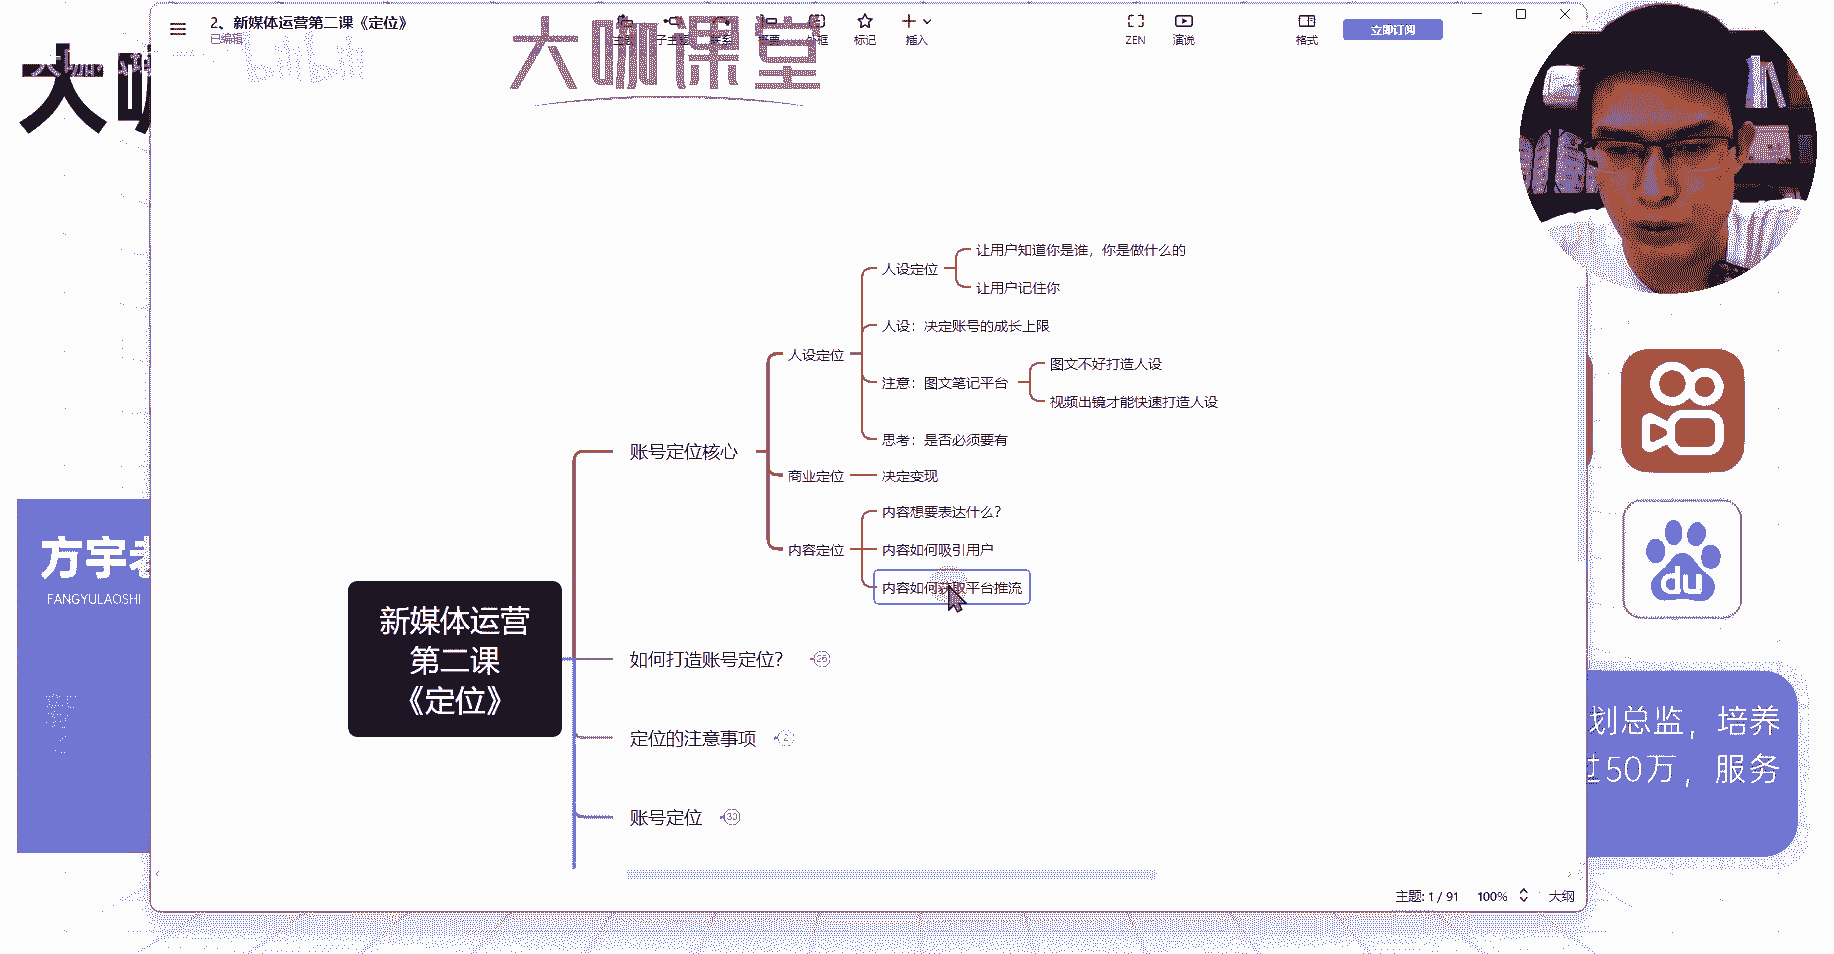 2、新媒体运营第二课《定位》
已编辑
大咖课堂
标记
插入
ZEN
演说
格式
立即订阅
大
让用户知道你是谁，你是做什么的
人设定位
让用户记住你
人设：决定账号的成长上限
人设定位
图文不好打造人设
注意：图文笔记平台
视频出镜才能快速打造人设
思考：是否必须要有
账号定位核心
商业定位
决定变现
内容想要表达什么？
内容定位
内容如何吸引用户
内容如何获取平台推流
方宇老
FANGYULAOSHI
du
新媒体运营
第二课
《定位》
如何打造账号定位？
定位的注意事项
2
账号定位
30
划总监，培养
过50万，服务
主题: 1 / 91
100%
大纲